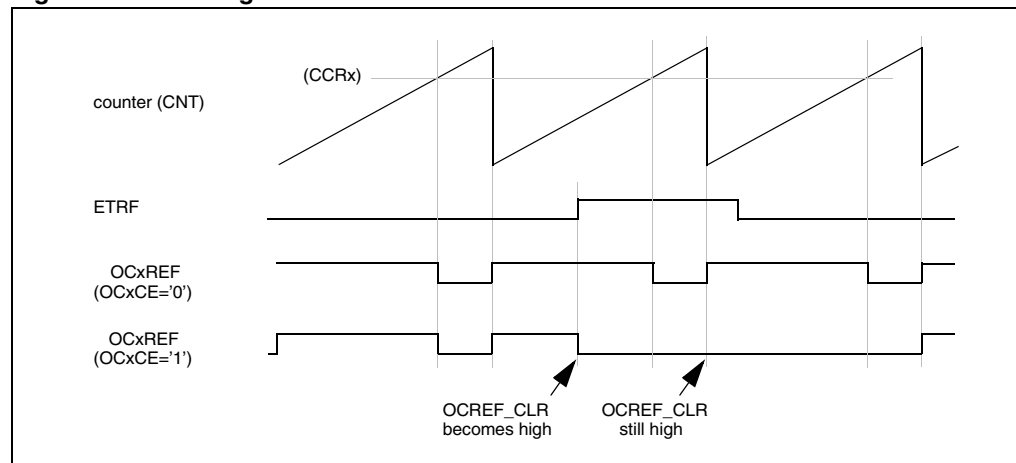 (CCRx)
counter (CNT)
ETRF
OCxREF
(OCxCE='0')
OCxREF
(OCxCE='1')
OCREF_CLR
becomes high
OCREF_CLR
still high